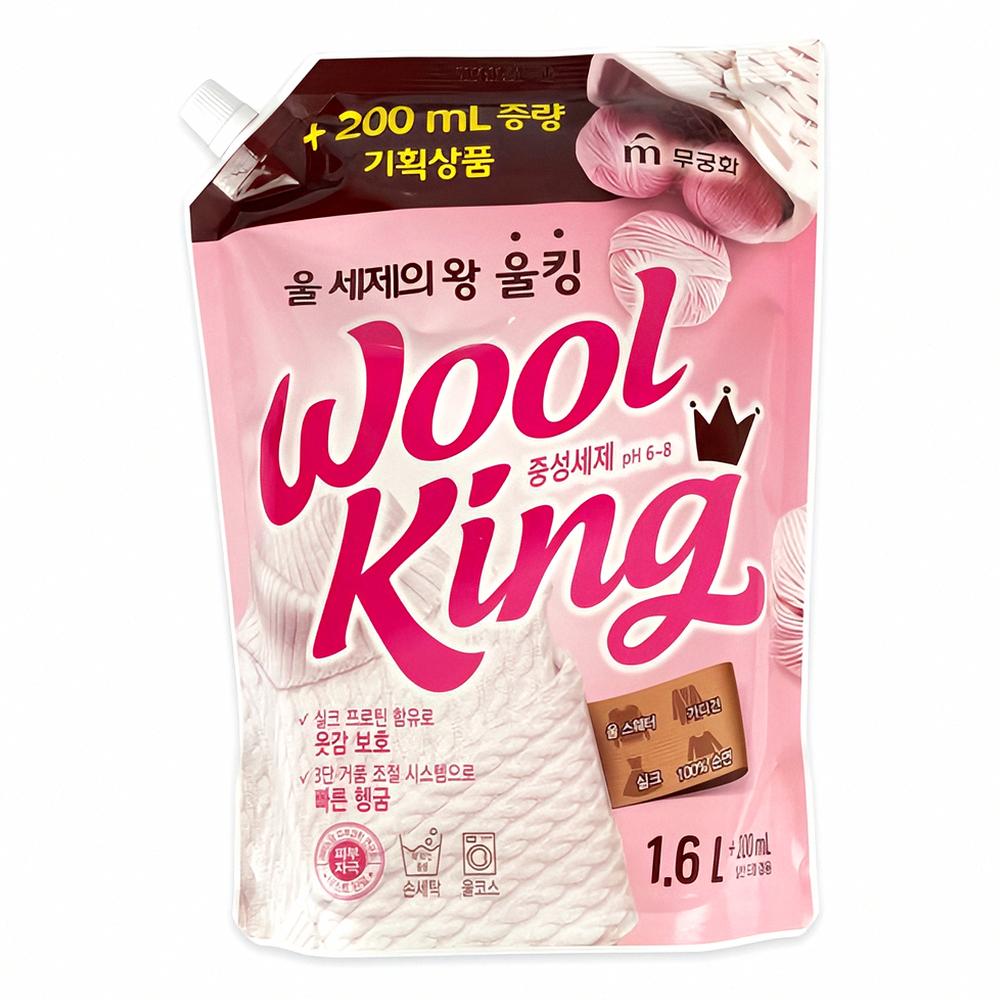 + 200 mL 증량
기획상품
무궁화
울 세제의 왕 울킹
Wool
중성세제 pH 6-8
King
✓ 실크 프로틴 함유로
옷감 보호
✓ 3단 거품 조절 시스템으로
빠른 헹굼
울 스웨터
가디건
실크
100% 순면
피부
자극
손세탁
울코스
1.6 L + 200 mL